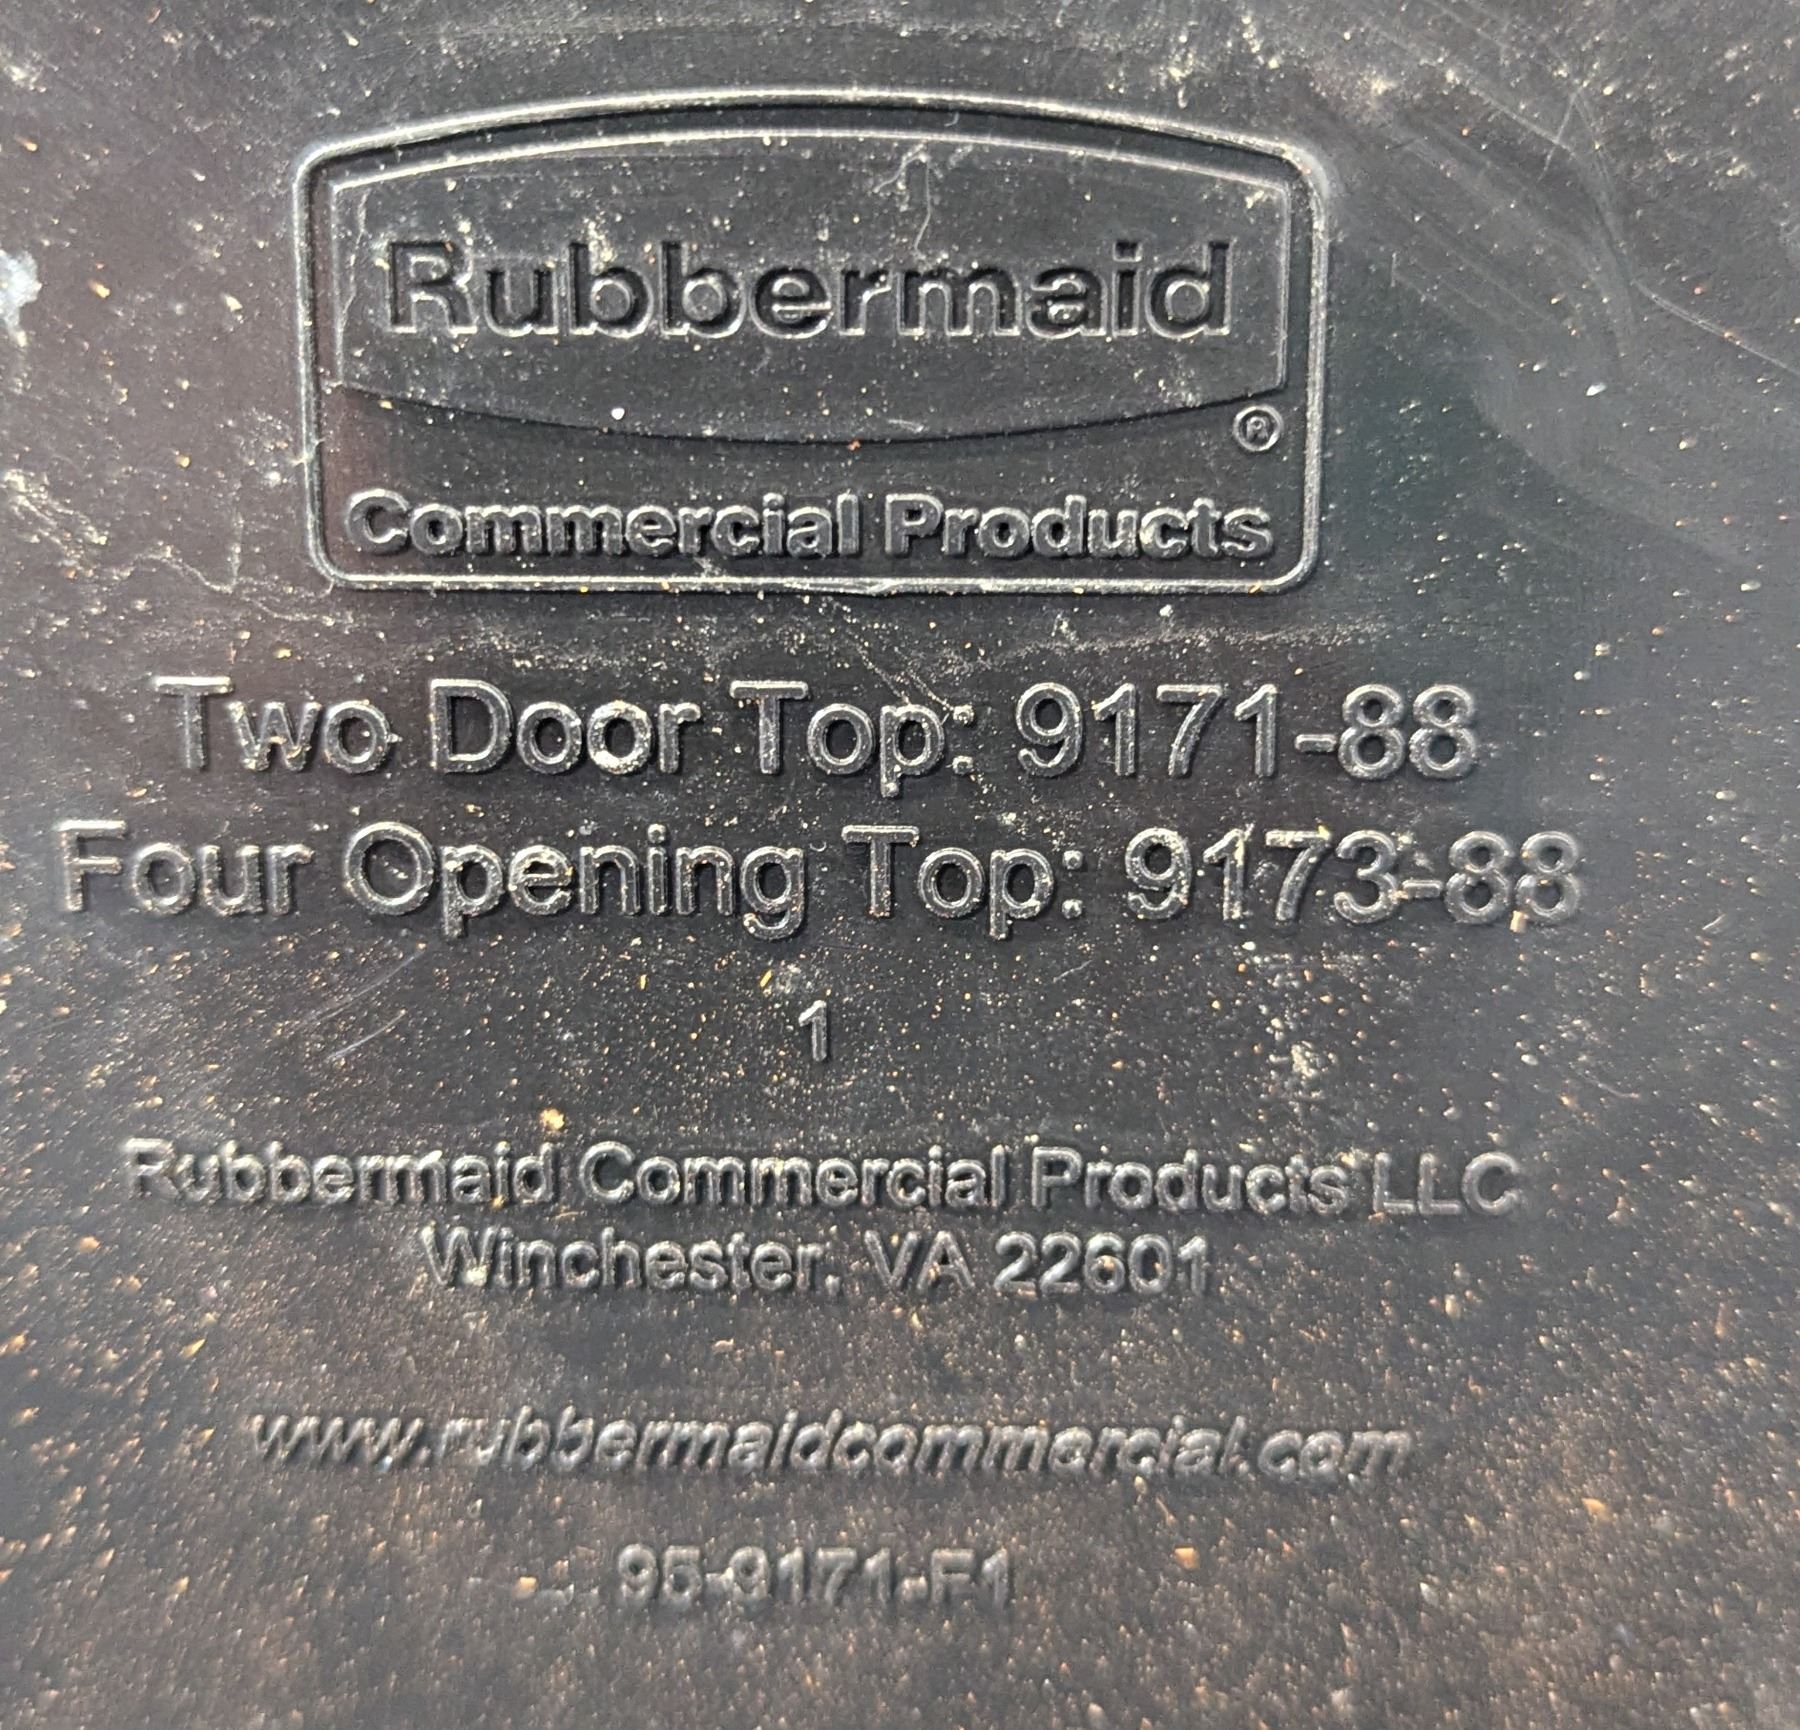 Rubbermaid
®
Commercial Products
Two Door Top: 9171-88
Four Opening Top: 9173-88
1
Rubbermaid Commercial Products LLC
Winchester, VA 22601
www.rubbermaidcommercial.com
95-9171-F1